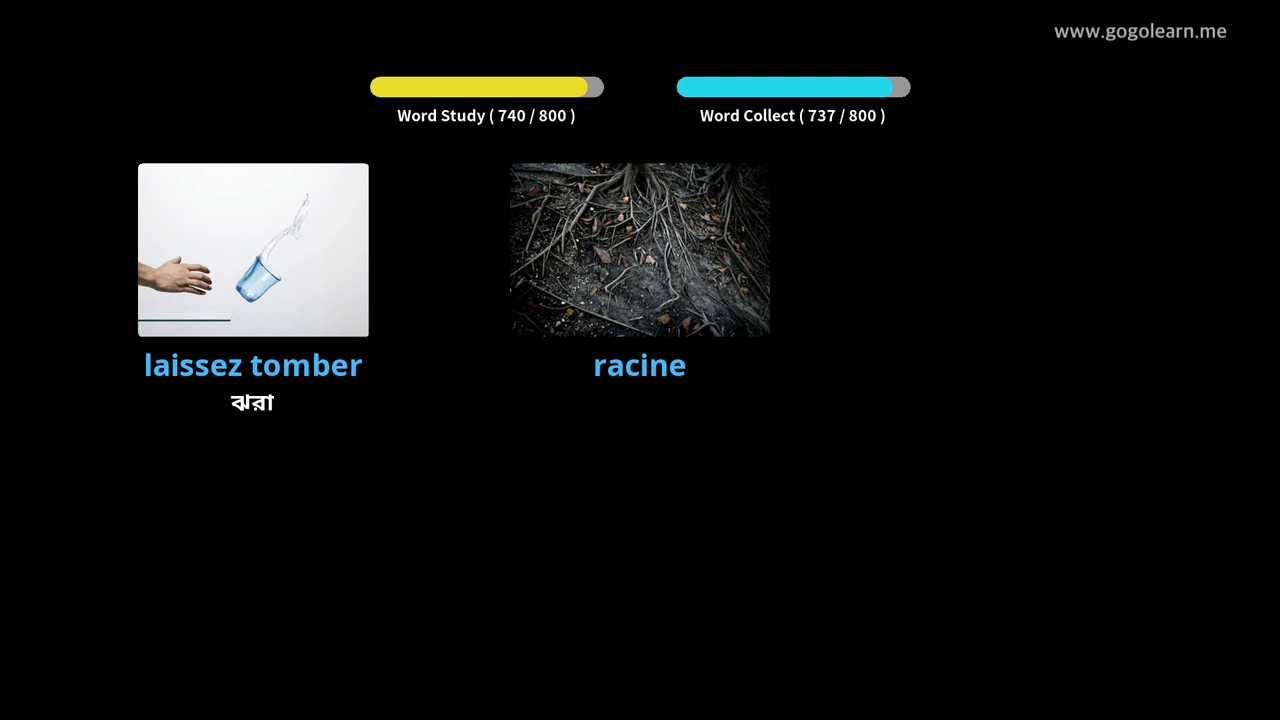 www.gogolearn.me
Word Study ( 740 / 800 )
Word Collect ( 737 / 800 )
laissez tomber
racine
ঝরা